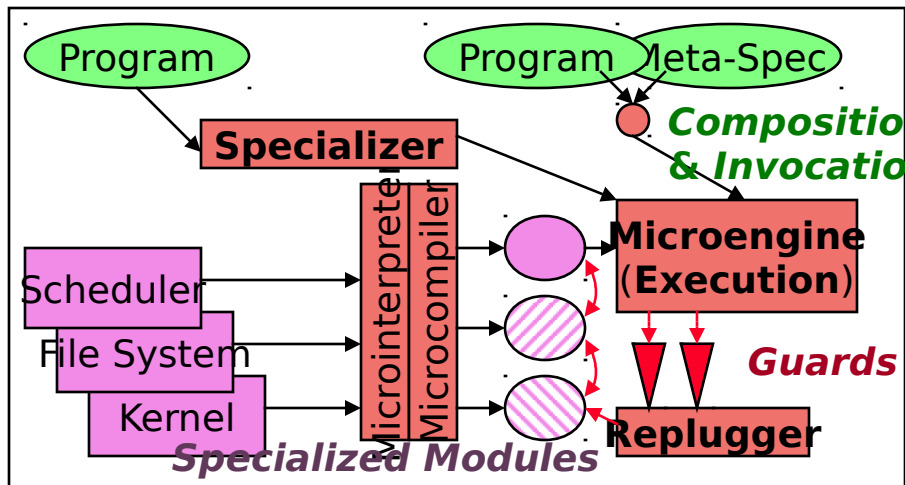 Program
Program
Meta-Spec
Compositio
& Invocatio
Specializer
Microinterpreter
Microcompiler
Microengine
(Execution)
Scheduler
File System
Kernel
Guards
Replugger
Specialized Modules